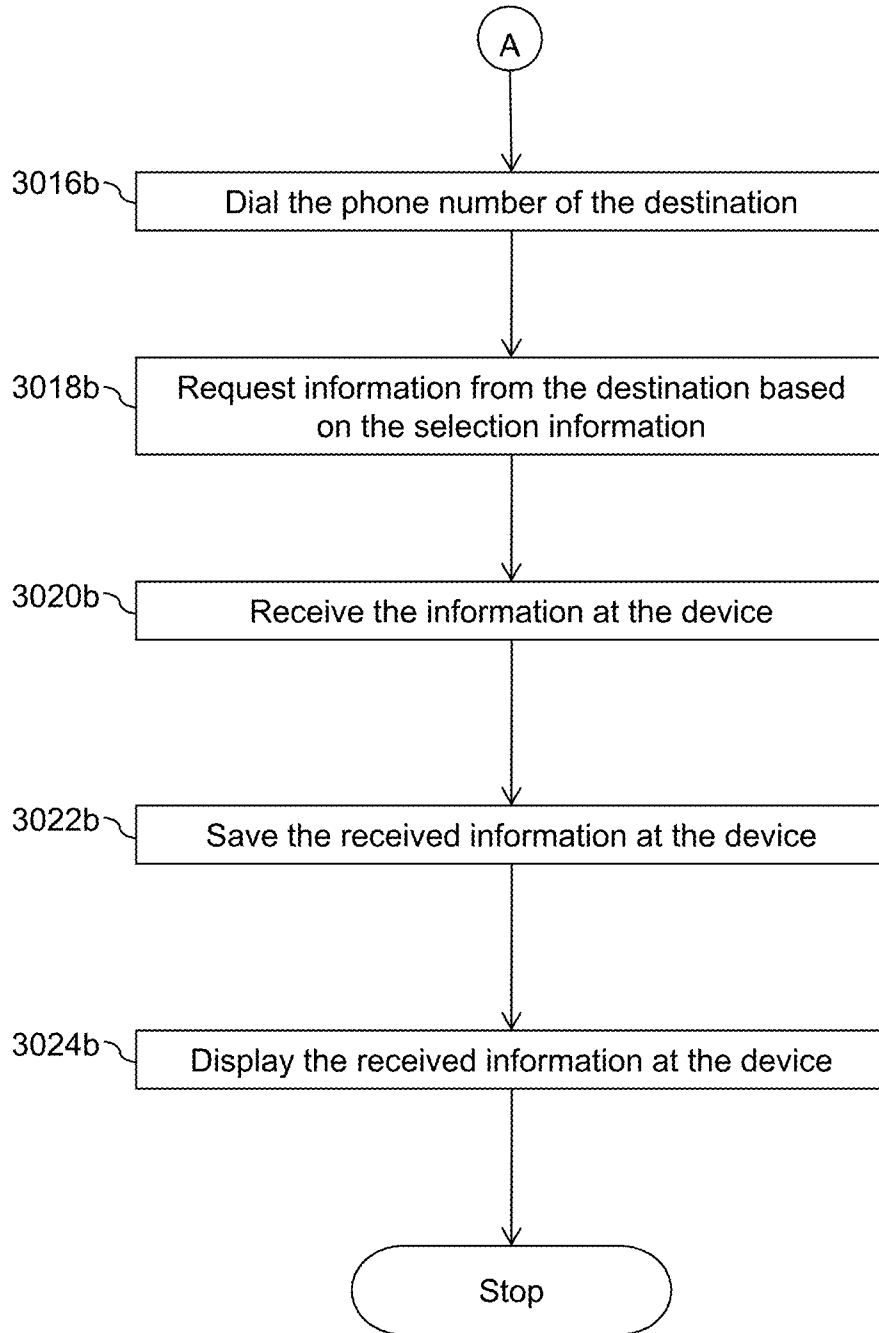 A
3016b
Dial the phone number of the destination
3018b
Request information from the destination based
on the selection information
3020b
Receive the information at the device
3022b
Save the received information at the device
3024b
Display the received information at the device
Stop